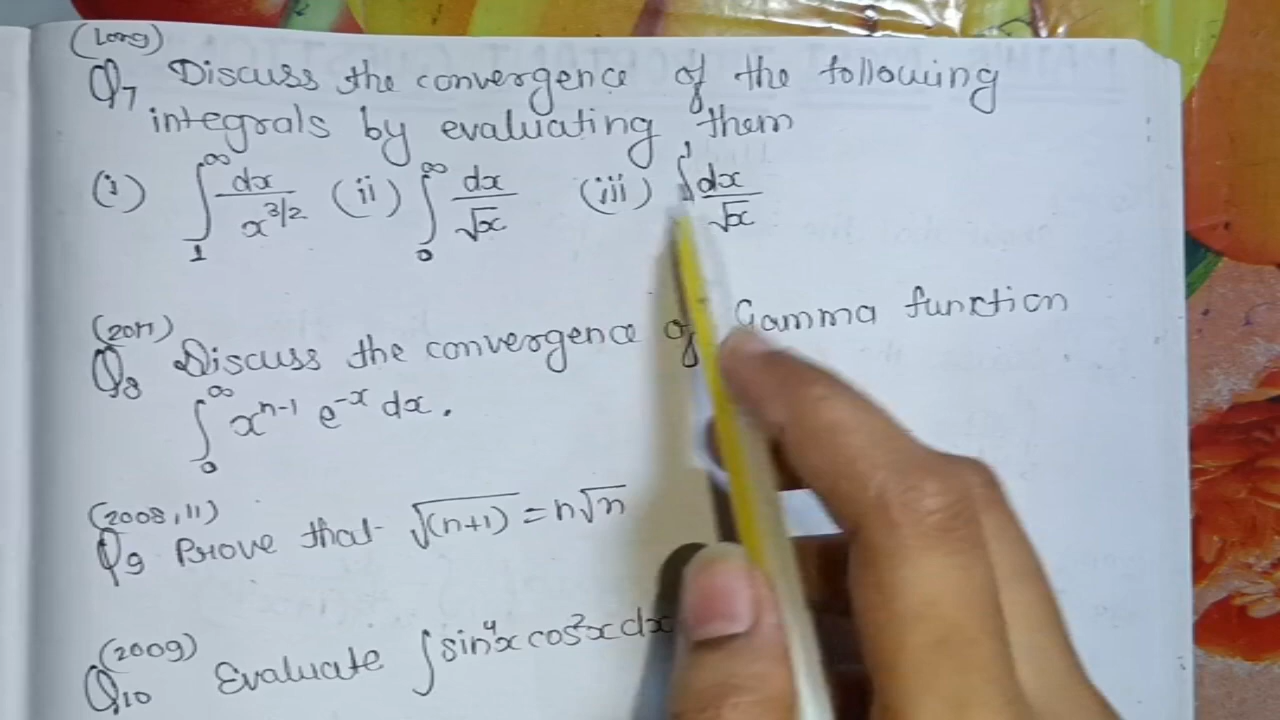 (Long)
Q7 Discuss the convergence of the following
integrals by evaluating them
(i) ∫₁^∞ dx/x^{3/2} (ii) ∫₀^∞ dx/√x (iii) ∫^1 dx/√x
(2011)
Q8 Discuss the convergence of Gamma function
∫₀^∞ x^{n-1} e^{-x} dx.
(2008,11)
Q9 Prove that √(n+1) = n√n
(2009)
Q10 Evaluate ∫ sin⁴x cos²x dx